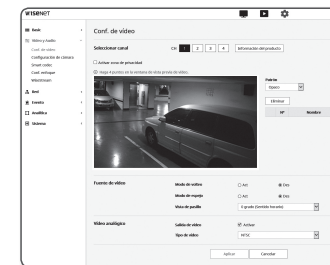 WISENET
Basic
Vídeo y Audio
Conf. de vídeo
Configuración de cámara
Smart codec
Conf. enfoque
WiseStream
Red
Evento
Analítica
Sistema
Conf. de vídeo
Seleccionar canal
CH 1 2 3 4 Información del producto
Activar zona de privacidad
Haga 4 puntos en la ventana de vista previa de vídeo.
Patrón
Opaco
Eliminar
Nº Nombre
Fuente de vídeo
Modo de volteo Act Des
Modo de espejo Act Des
Vista de pasillo 0 grado (Sentido horario)
Vídeo analógico
Salida de vídeo Activar
Tipo de vídeo NTSC
Aplicar Cancelar